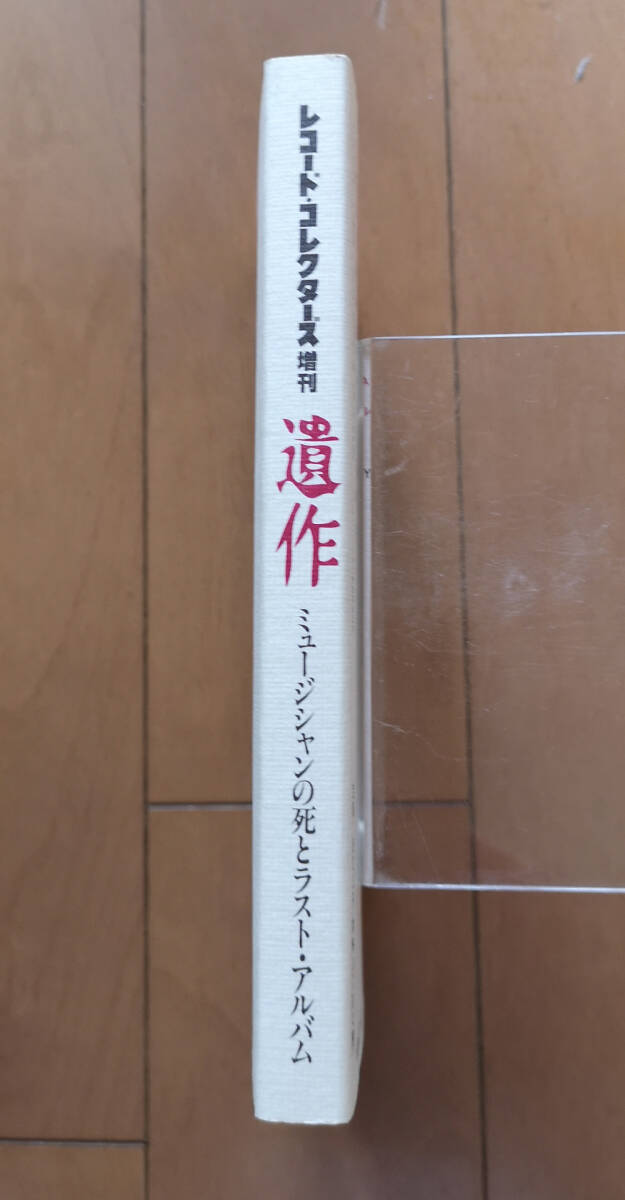 レコード・コレクターズ増刊
遺作
ミュージシャンの死とラスト・アルバム